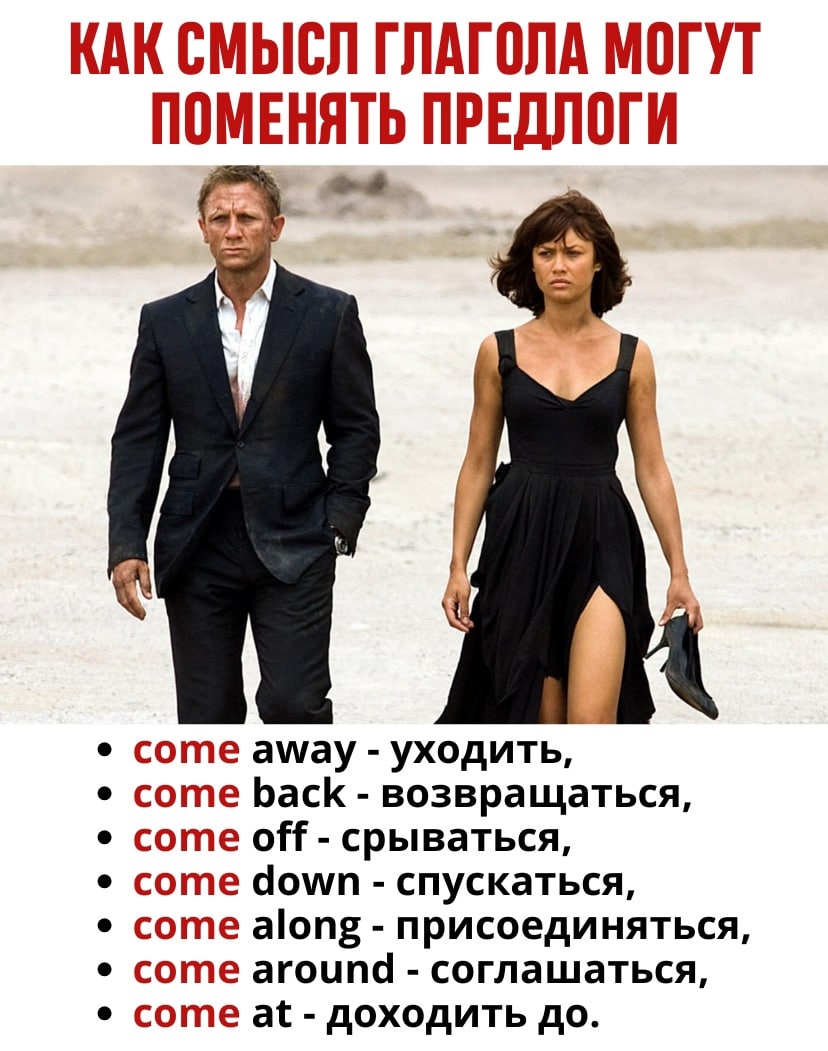 КАК СМЫСЛ ГЛАГОЛА МОГУТ
ПОМЕНЯТЬ ПРЕДЛОГИ
• come away - уходить,
• come back - возвращаться,
• come off - срываться,
• come down - спускаться,
• come along - присоединяться,
• come around - соглашаться,
• come at - доходить до.